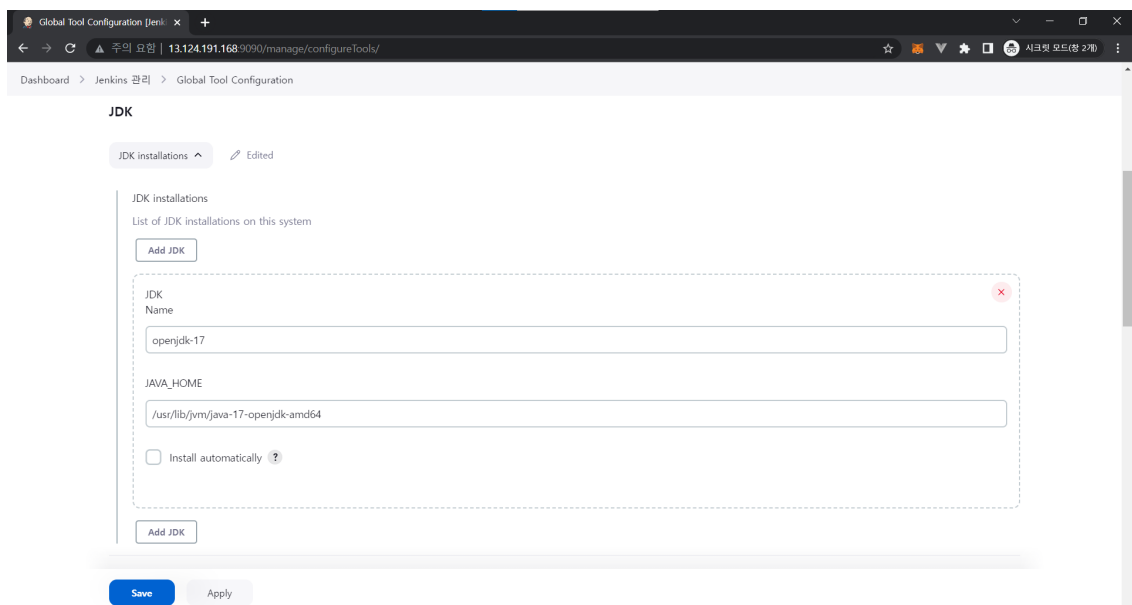 Global Tool Configuration [Jenki
주의 요함 | 13.124.191.168:9090/manage/configureTools/
시크릿 모드(창 2개)
Dashboard > Jenkins 관리 > Global Tool Configuration
JDK
JDK installations
Edited
JDK installations
List of JDK installations on this system
Add JDK
JDK
Name
openjdk-17
JAVA_HOME
/usr/lib/jvm/java-17-openjdk-amd64
Install automatically ?
Add JDK
Save
Apply